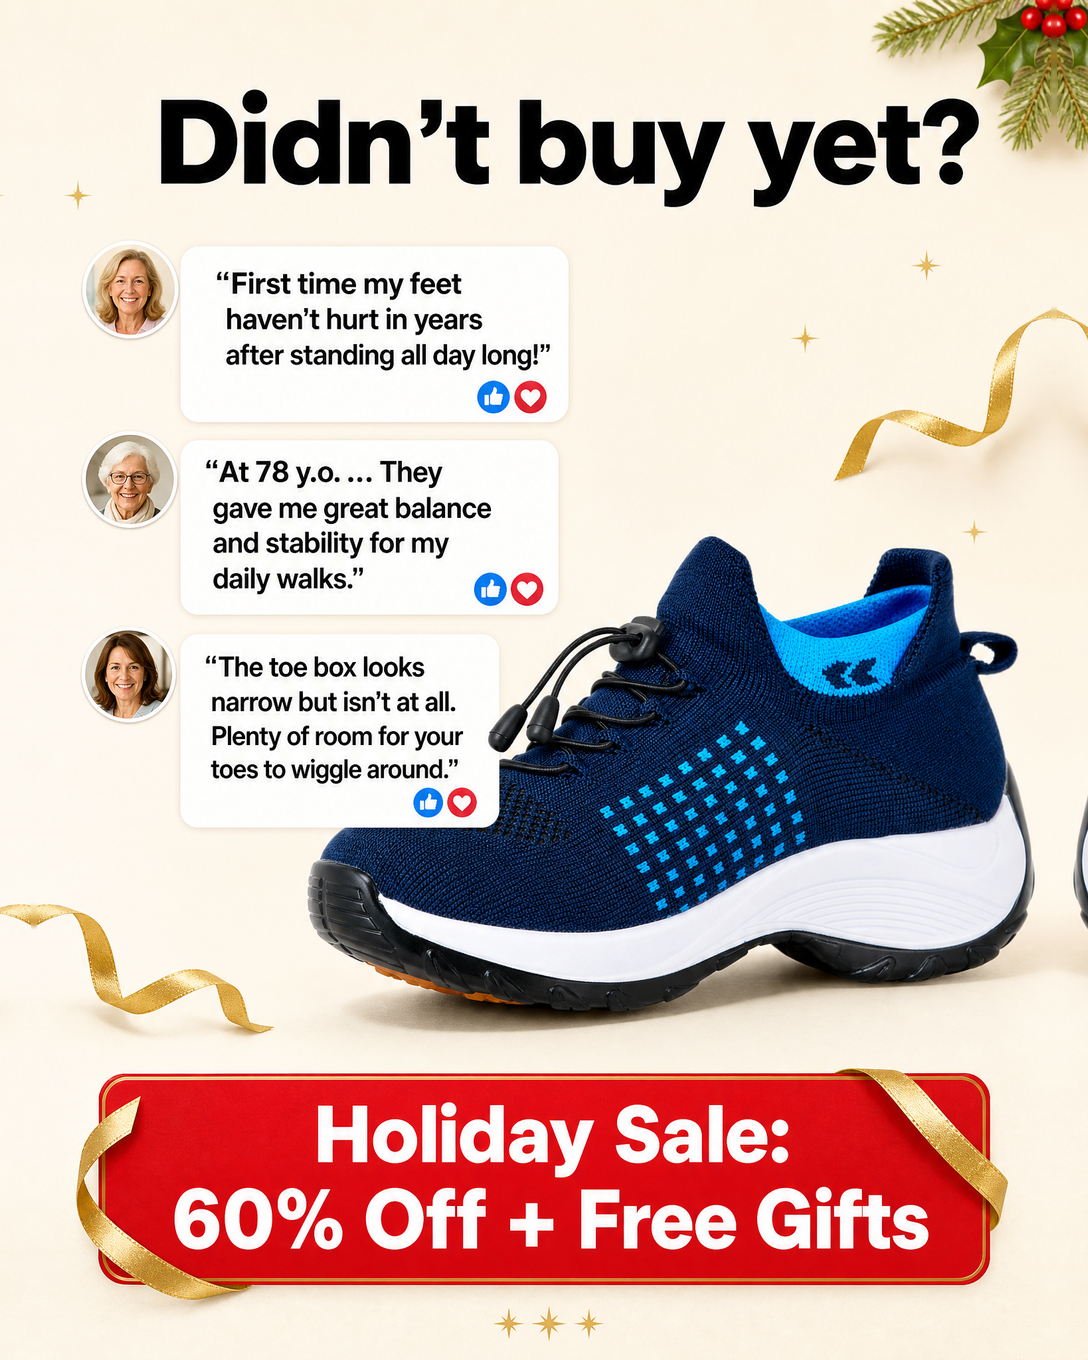 Didn’t buy yet?
“First time my feet
haven’t hurt in years
after standing all day long!”
“At 78 y.o. ... They
gave me great balance
and stability for my
daily walks.”
“The toe box looks
narrow but isn’t at all.
Plenty of room for your
toes to wiggle around.”
Holiday Sale:
60% Off + Free Gifts